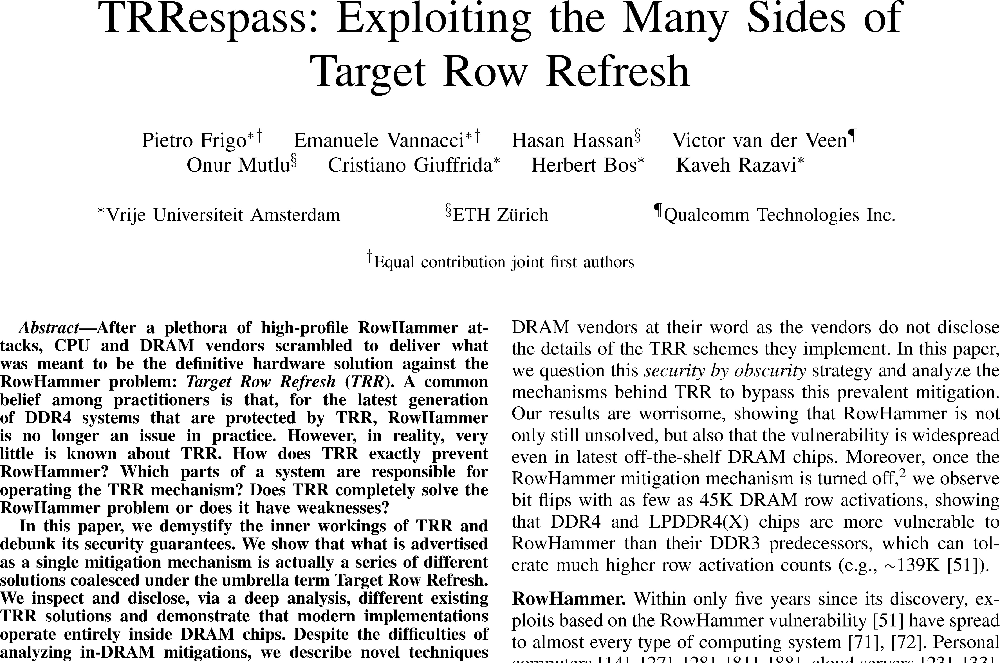 TRRespass: Exploiting the Many Sides of
Target Row Refresh
Pietro Frigo*† Emanuele Vannacci*† Hasan Hassan§ Victor van der Veen¶
Onur Mutlu§ Cristiano Giuffrida* Herbert Bos* Kaveh Razavi*
*Vrije Universiteit Amsterdam §ETH Zürich ¶Qualcomm Technologies Inc.
†Equal contribution joint first authors
Abstract—After a plethora of high-profile RowHammer at-
tacks, CPU and DRAM vendors scrambled to deliver what
was meant to be the definitive hardware solution against the
RowHammer problem: Target Row Refresh (TRR). A common
belief among practitioners is that, for the latest generation
of DDR4 systems that are protected by TRR, RowHammer
is no longer an issue in practice. However, in reality, very
little is known about TRR. How does TRR exactly prevent
RowHammer? Which parts of a system are responsible for
operating the TRR mechanism? Does TRR completely solve the
RowHammer problem or does it have weaknesses?
In this paper, we demystify the inner workings of TRR and
debunk its security guarantees. We show that what is advertised
as a single mitigation mechanism is actually a series of different
solutions coalesced under the umbrella term Target Row Refresh.
We inspect and disclose, via a deep analysis, different existing
TRR solutions and demonstrate that modern implementations
operate entirely inside DRAM chips. Despite the difficulties of
analyzing in-DRAM mitigations, we describe novel techniques
DRAM vendors at their word as the vendors do not disclose
the details of the TRR schemes they implement. In this paper,
we question this security by obscurity strategy and analyze the
mechanisms behind TRR to bypass this prevalent mitigation.
Our results are worrisome, showing that RowHammer is not
only still unsolved, but also that the vulnerability is widespread
even in latest off-the-shelf DRAM chips. Moreover, once the
RowHammer mitigation mechanism is turned off,2 we observe
bit flips with as few as 45K DRAM row activations, showing
that DDR4 and LPDDR4(X) chips are more vulnerable to
RowHammer than their DDR3 predecessors, which can tol-
erate much higher row activation counts (e.g., ~139K [51]).
RowHammer. Within only five years since its discovery, ex-
ploits based on the RowHammer vulnerability [51] have spread
to almost every type of computing system [71], [72]. Personal
computers [14], [27], [28], [81], [88], cloud servers [23], [33],